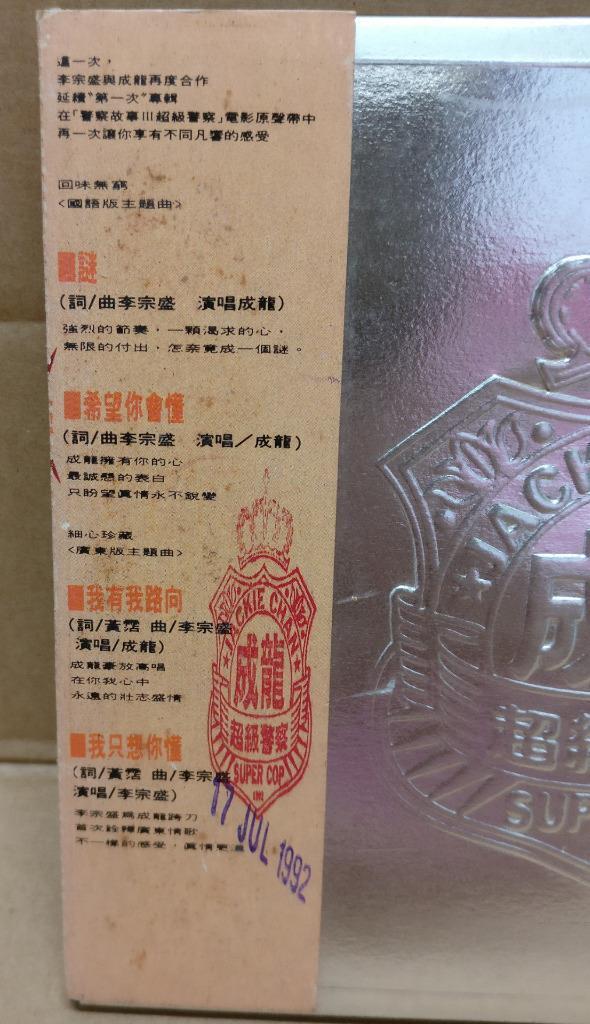 這一次，
李宗盛與成龍再度合作
延續“第一次”專輯
在「警察故事III超級警察」電影原聲帶中
再一次讓你享有不同凡響的感受
回味無窮
<國語版主題曲>
謎
(詞/曲李宗盛 演唱成龍)
強烈的節奏，一顆渴求的心，
無限的付出，怎奈竟成一個謎。
希望你會懂
(詞/曲李宗盛 演唱／成龍)
成龍擁有你的心
最誠懇的表白
只盼望真情永不銳變
細心珍藏
<廣東版主題曲>
我有我路向
(詞/黃霑 曲/李宗盛
演唱/成龍)
成龍豪放高唱
在你我心中
永遠的壯志盛情
我只想你懂
(詞/黃霑 曲/李宗盛
演唱/李宗盛)
李宗盛為成龍跨刀
首次詮釋廣東情歌
不一樣的感受，真情更濃
JACKIE CHAN
成龍
超級警察
SUPER COP
17 JUL 1992
JACK
超級
SUP